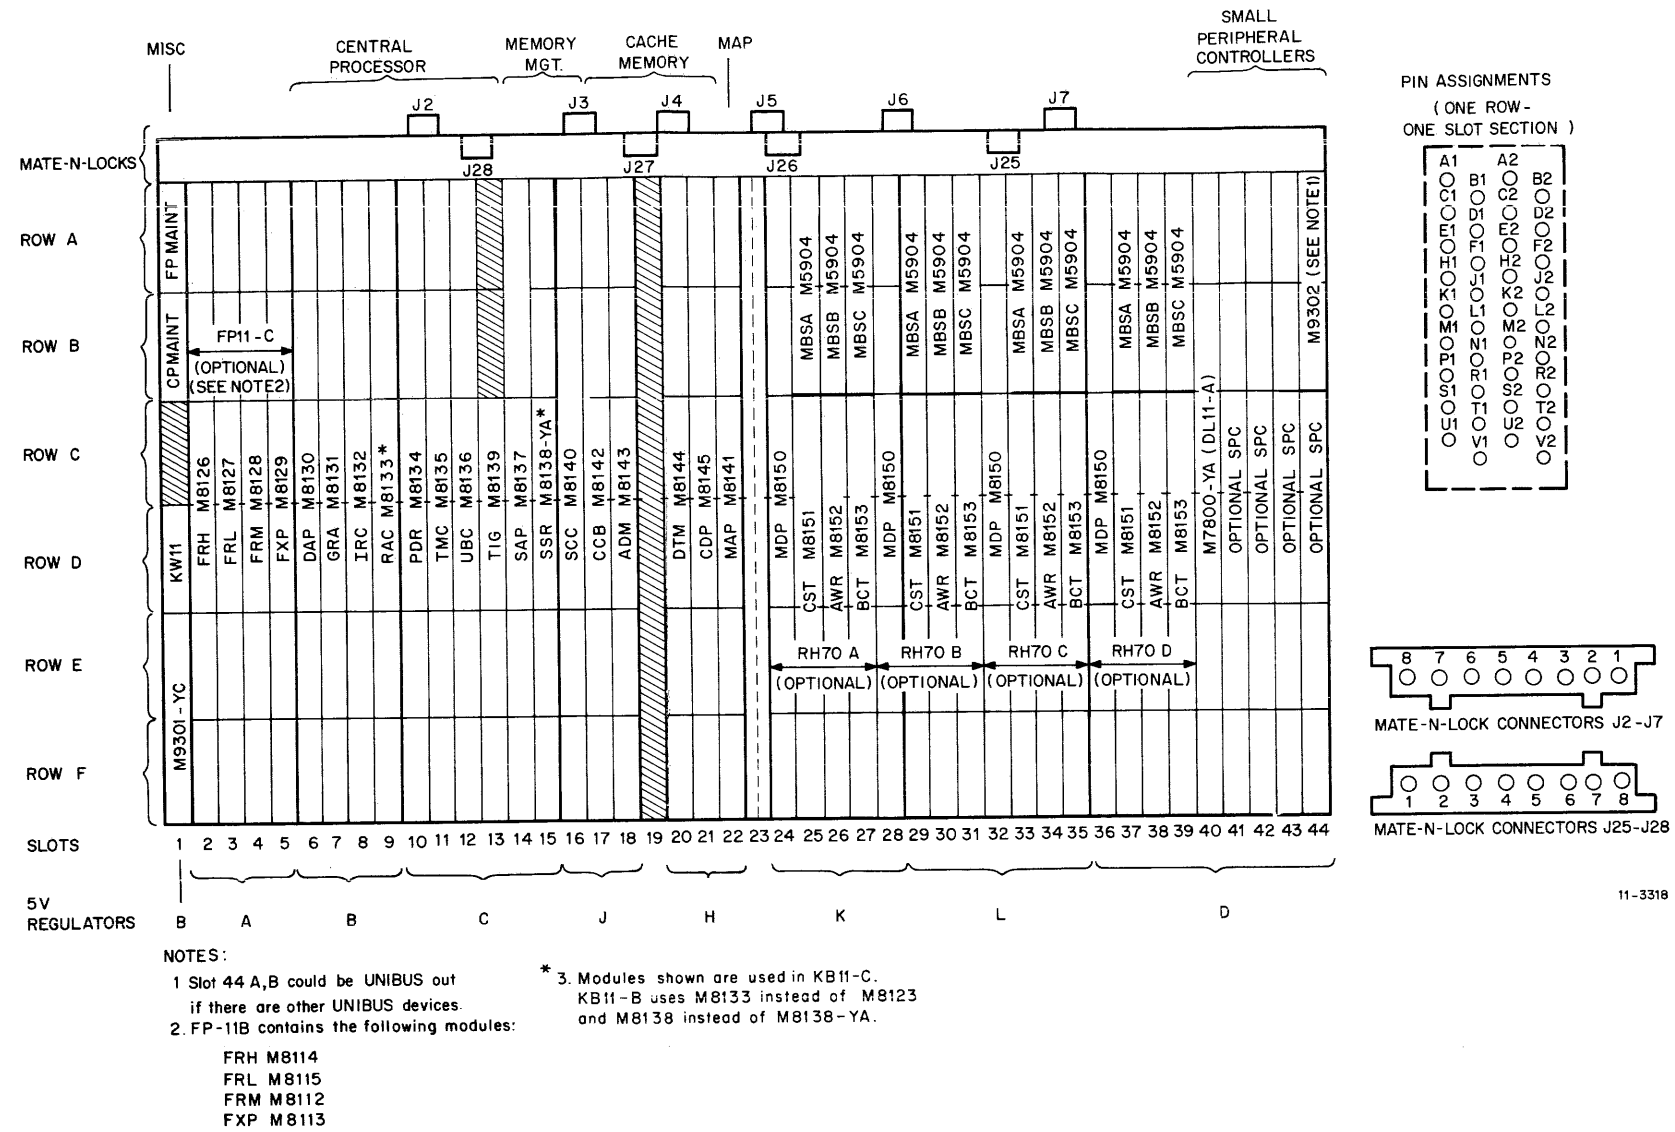 MISC
CENTRAL
PROCESSOR
MEMORY
MGT.
CACHE
MEMORY
MAP
SMALL
PERIPHERAL
CONTROLLERS
J2
J3
J4
J5
J6
J7
MATE-N-LOCKS
J28
J27
J26
J25
ROW A
ROW B
ROW C
ROW D
ROW E
ROW F
FP MAINT
CPMAINT
KW11
M9301-YC
FP11-C
(OPTIONAL)
(SEE NOTE2)
FRH M8126
FRL M8127
FRM M8128
FXP M8129
DAP M8130
GRA M8131
IRC M8132
RAC M8133*
PDR M8134
TMC M8135
UBC M8136
TIG M8139
SAP M8137
SSR M8138-YA*
SCC M8140
CCB M8142
ADM M8143
DTM M8144
CDP M8145
MAP M8141
MDP M8150
MBSA M5904
CST M8151
MBSB M5904
AWR M8152
MBSC M5904
BCT M8153
MDP M8150
MBSA M5904
CST M8151
MBSB M5904
AWR M8152
MBSC M5904
BCT M8153
MDP M8150
MBSA M5904
CST M8151
MBSB M5904
AWR M8152
MBSC M5904
BCT M8153
MDP M8150
MBSA M5904
CST M8151
MBSB M5904
AWR M8152
MBSC M5904
BCT M8153
M7800-YA (DL11-A)
OPTIONAL SPC
OPTIONAL SPC
OPTIONAL SPC
OPTIONAL SPC
M9302 (SEE NOTE1)
RH70 A
(OPTIONAL)
RH70 B
(OPTIONAL)
RH70 C
(OPTIONAL)
RH70 D
(OPTIONAL)
SLOTS 1 2 3 4 5 6 7 8 9 10 11 12 13 14 15 16 17 18 19 20 21 22 23 24 25 26 27 28 29 30 31 32 33 34 35 36 37 38 39 40 41 42 43 44
5V
REGULATORS B A B C J H K L D
PIN ASSIGNMENTS
(ONE ROW-
ONE SLOT SECTION)
A1 A2
B1 B2
C1 C2
D1 D2
E1 E2
F1 F2
H1 H2
J1 J2
K1 K2
L1 L2
M1 M2
N1 N2
P1 P2
R1 R2
S1 S2
T1 T2
U1 U2
V1 V2
8 7 6 5 4 3 2 1
MATE-N-LOCK CONNECTORS J2-J7
1 2 3 4 5 6 7 8
MATE-N-LOCK CONNECTORS J25-J28
11-3318
NOTES:
1 Slot 44 A,B could be UNIBUS out
if there are other UNIBUS devices.
2. FP-11B contains the following modules:
FRH M8114
FRL M8115
FRM M8112
FXP M8113
* 3. Modules shown are used in KB11-C.
KB11-B uses M8133 instead of M8123
and M8138 instead of M8138-YA.